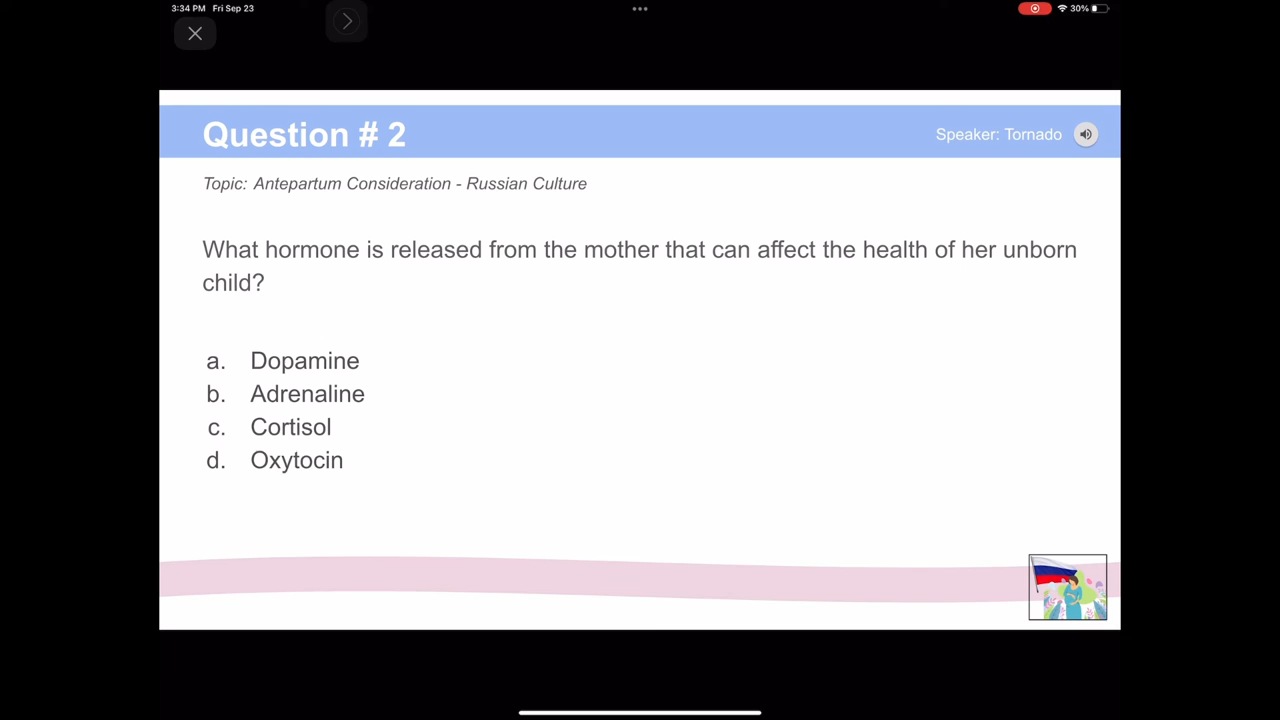 3:34 PM Fri Sep 23
30%
Question # 2
Speaker: Tornado
Topic: Antepartum Consideration - Russian Culture
What hormone is released from the mother that can affect the health of her unborn
child?
a. Dopamine
b. Adrenaline
c. Cortisol
d. Oxytocin